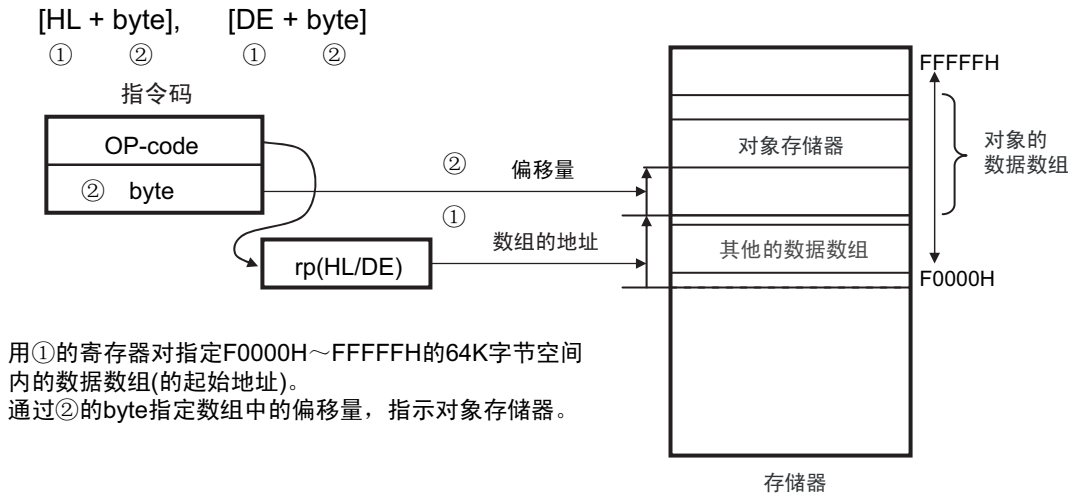 [HL + byte], [DE + byte]
① ② ① ②
指令码
OP-code
② byte
② 偏移量
① 数组的地址
rp(HL/DE)
FFFFFH
对象存储器
对象的
数据数组
其他的数据数组
F0000H
用①的寄存器对指定F0000H～FFFFFH的64K字节空间
内的数据数组(的起始地址)。
通过②的byte指定数组中的偏移量，指示对象存储器。
存储器